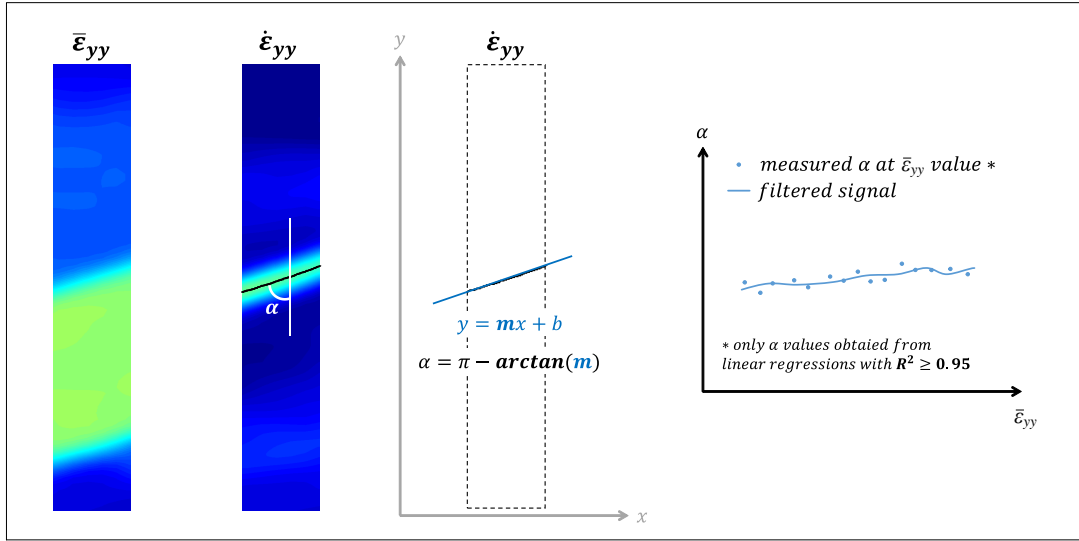 ε̄yy
ε̇yy
α
y
ε̇yy
y = mx + b
α = π − arctan(m)
x
α
measured α at ε̄yy value *
filtered signal
* only α values obtaied from
linear regressions with R² ≥ 0.95
ε̄yy